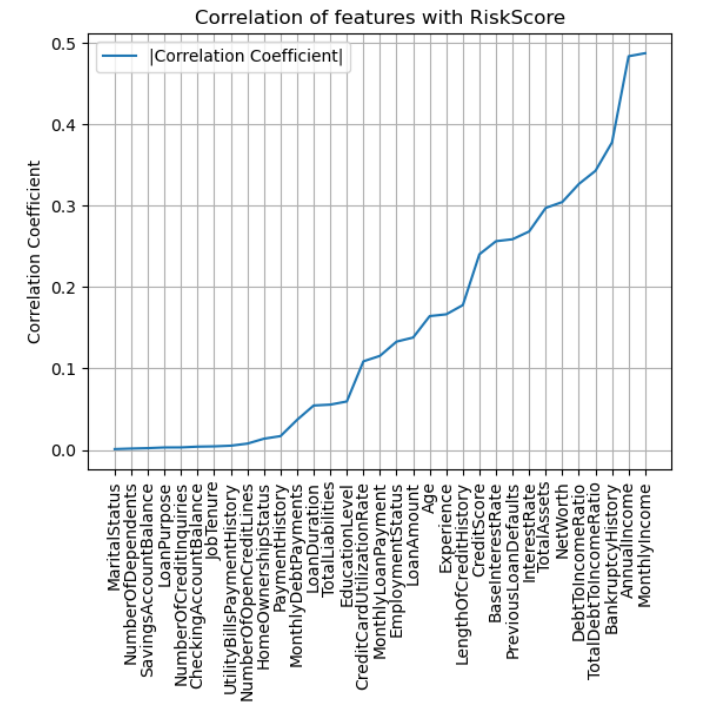 Correlation of features with RiskScore
|Correlation Coefficient|
Correlation Coefficient
0.5
0.4
0.3
0.2
0.1
0.0
MaritalStatus
NumberOfDependents
SavingsAccountBalance
LoanPurpose
NumberOfCreditInquiries
CheckingAccountBalance
JobTenure
UtilityBillsPaymentHistory
NumberOfOpenCreditLines
HomeOwnershipStatus
PaymentHistory
MonthlyDebtPayments
LoanDuration
TotalLiabilities
EducationLevel
CreditCardUtilizationRate
MonthlyLoanPayment
EmploymentStatus
LoanAmount
Age
Experience
LengthOfCreditHistory
CreditScore
BaseInterestRate
PreviousLoanDefaults
InterestRate
TotalAssets
NetWorth
DebtToIncomeRatio
TotalDebtToIncomeRatio
BankruptcyHistory
AnnualIncome
MonthlyIncome